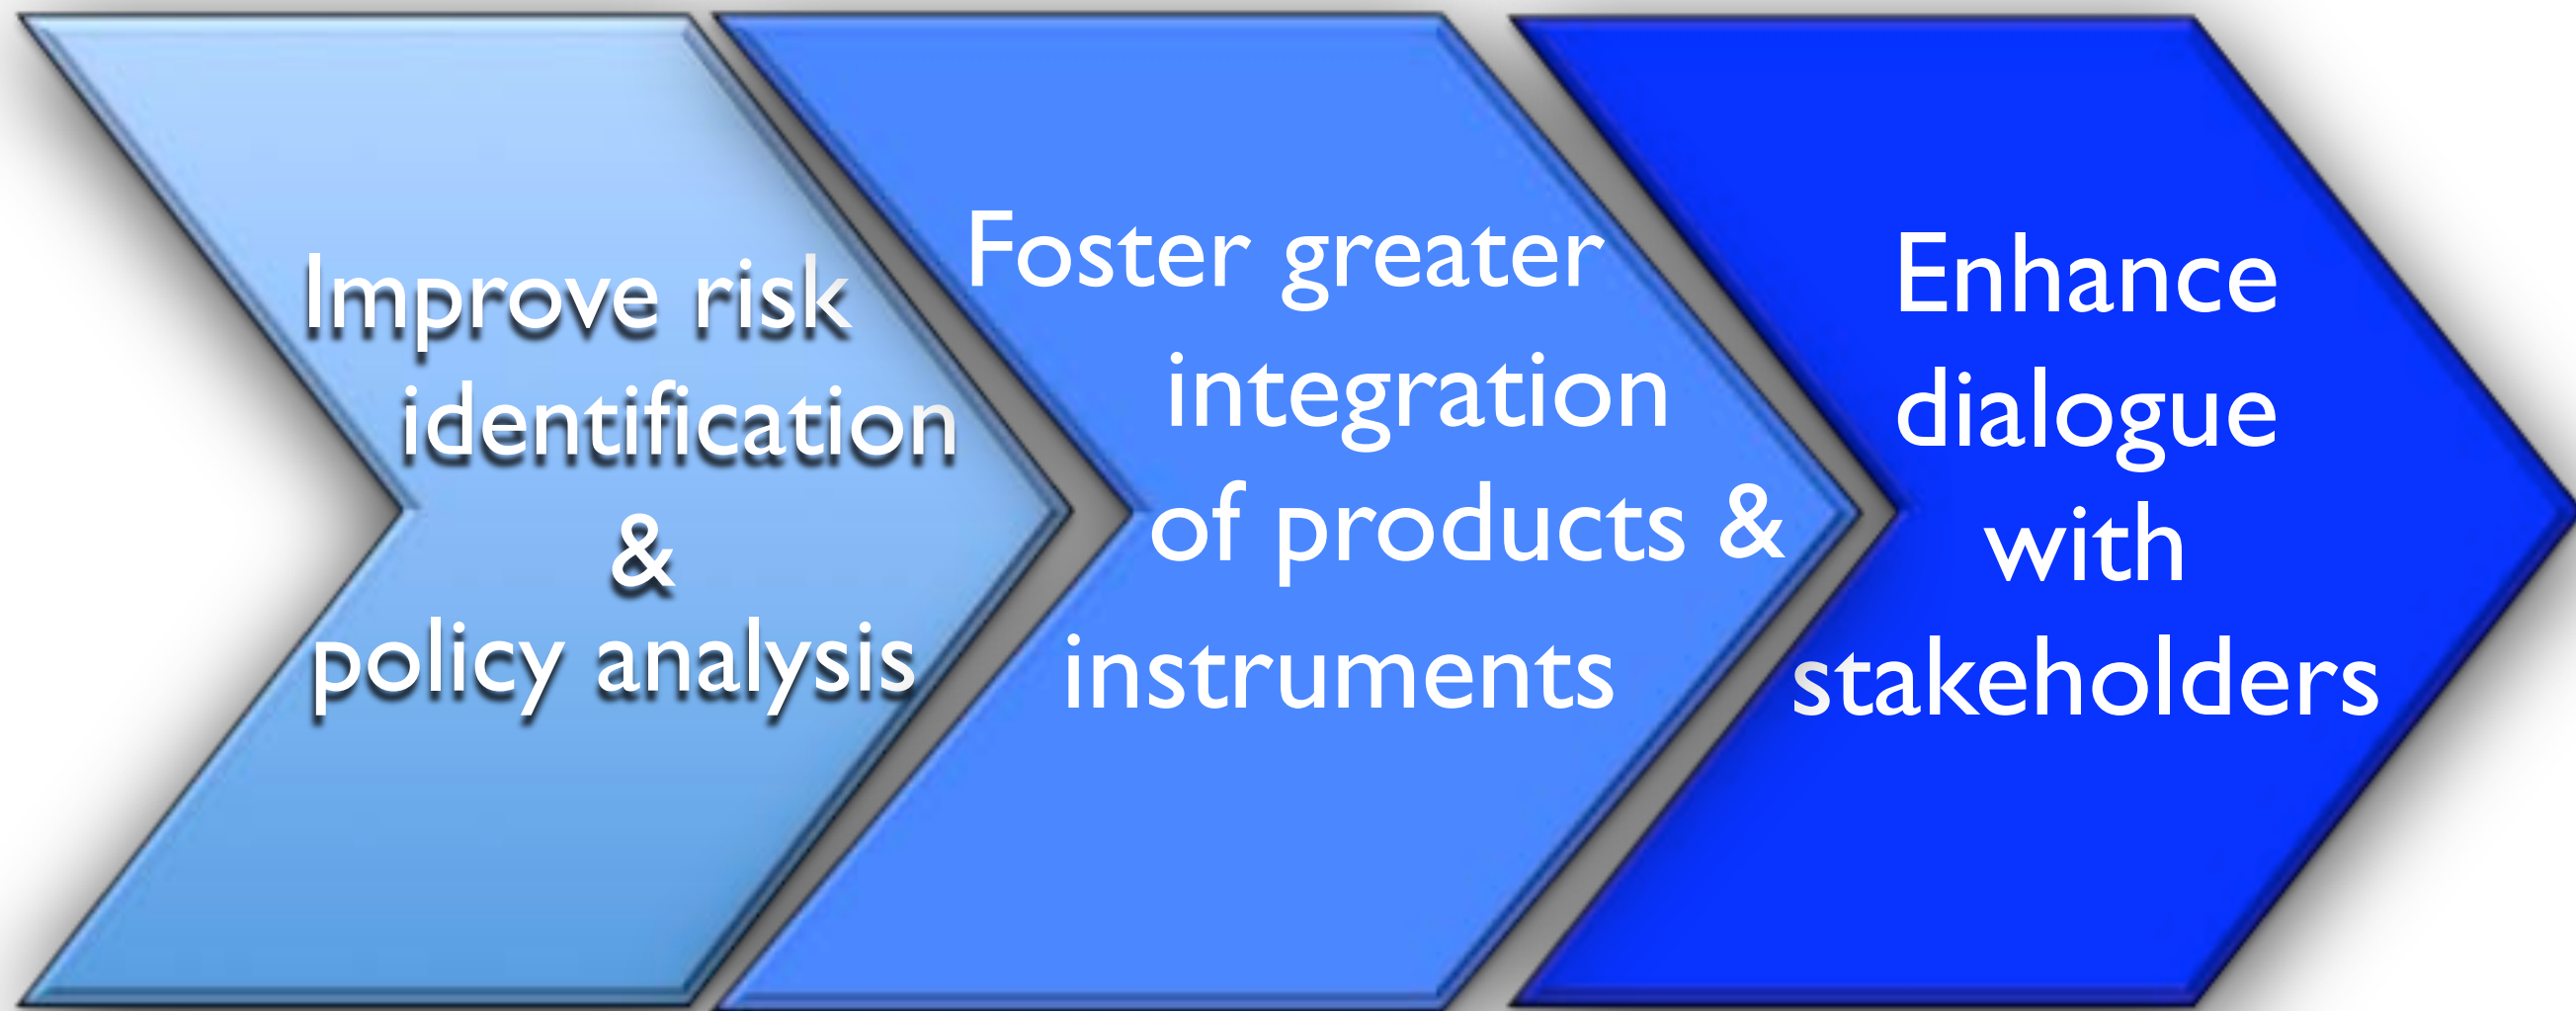 Improve risk
identification
&
policy analysis
Foster greater
integration
of products &
instruments
Enhance
dialogue
with
stakeholders